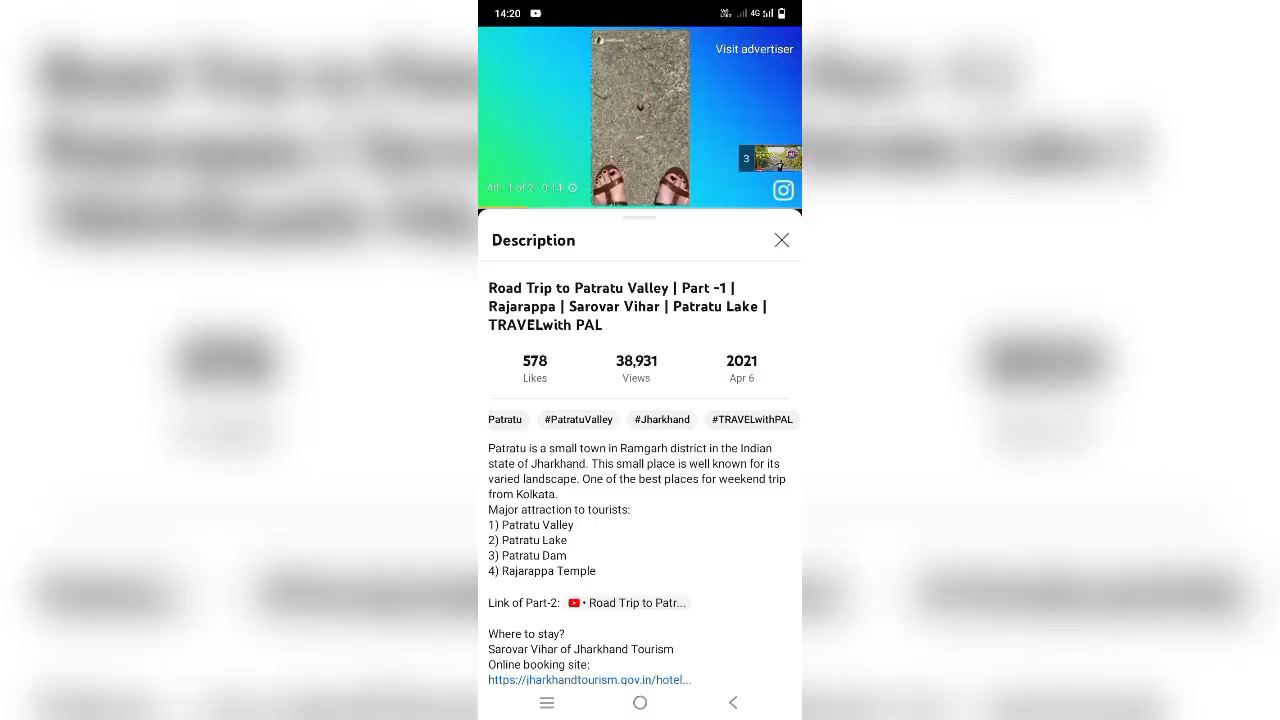 14:20
4G
Visit advertiser
3
Ad · 1 of 2 · 0:14
Description
Road Trip to Patratu Valley | Part -1 |
Rajarappa | Sarovar Vihar | Patratu Lake |
TRAVELwith PAL
578 38,931 2021
Likes Views Apr 6
Patratu #PatratuValley #Jharkhand #TRAVELwithPAL
Patratu is a small town in Ramgarh district in the Indian
state of Jharkhand. This small place is well known for its
varied landscape. One of the best places for weekend trip
from Kolkata.
Major attraction to tourists:
1) Patratu Valley
2) Patratu Lake
3) Patratu Dam
4) Rajarappa Temple
Link of Part-2: • Road Trip to Patr...
Where to stay?
Sarovar Vihar of Jharkhand Tourism
Online booking site:
https://jharkhandtourism.gov.in/hotel...